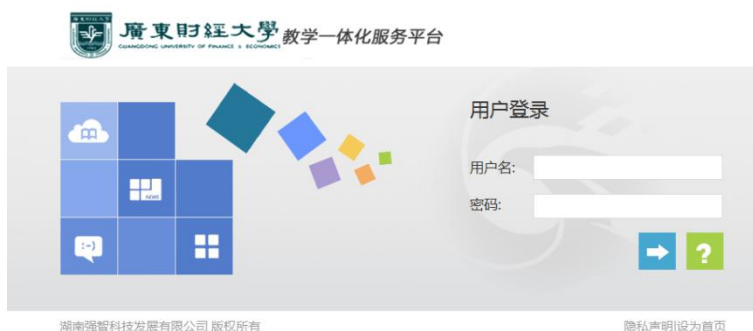 廣東財經大學
GUANGDONG UNIVERSITY OF FINANCE & ECONOMICS
教学一体化服务平台
用户登录
用户名:
密码:
NEWS
:-)
?
湖南强智科技发展有限公司 版权所有
隐私声明|设为首页